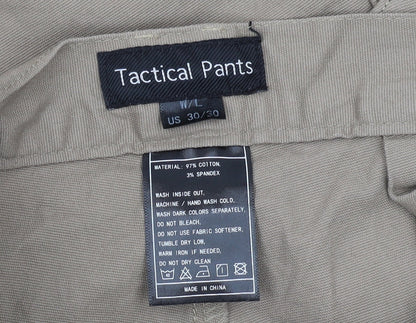 Tactical Pants
W/L
US 30/30
MATERIAL: 97% COTTON,
3% SPANDEX
WASH INSIDE OUT,
MACHINE / HAND WASH COLD.
WASH DARK COLORS SEPARATELY.
DO NOT BLEACH.
DO NOT USE FABRIC SOFTENER.
TUMBLE DRY LOW.
WARM IRON IF NEEDED.
DO NOT DRY CLEAN
MADE IN CHINA